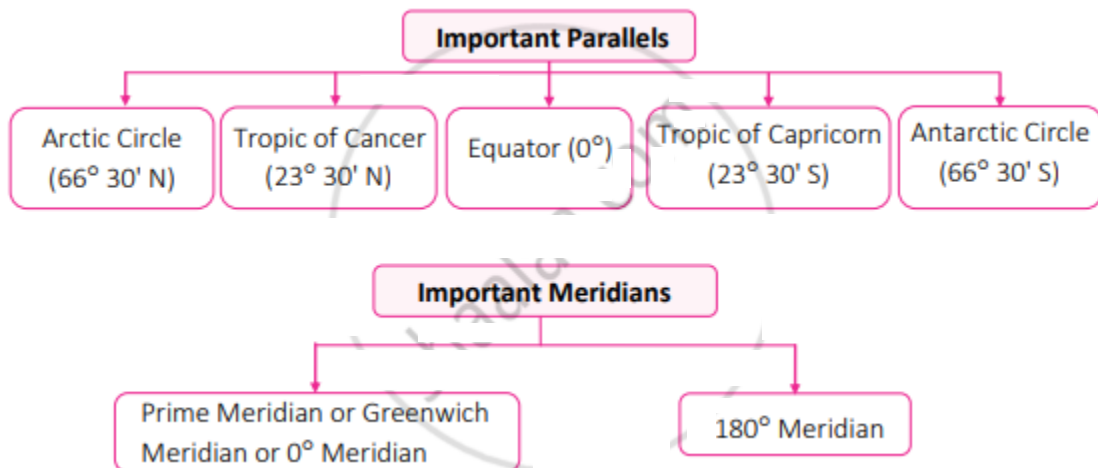 Important Parallels
Arctic Circle
(66° 30' N)
Tropic of Cancer
(23° 30' N)
Equator (0°)
Tropic of Capricorn
(23° 30' S)
Antarctic Circle
(66° 30' S)
Important Meridians
Prime Meridian or Greenwich
Meridian or 0° Meridian
180° Meridian